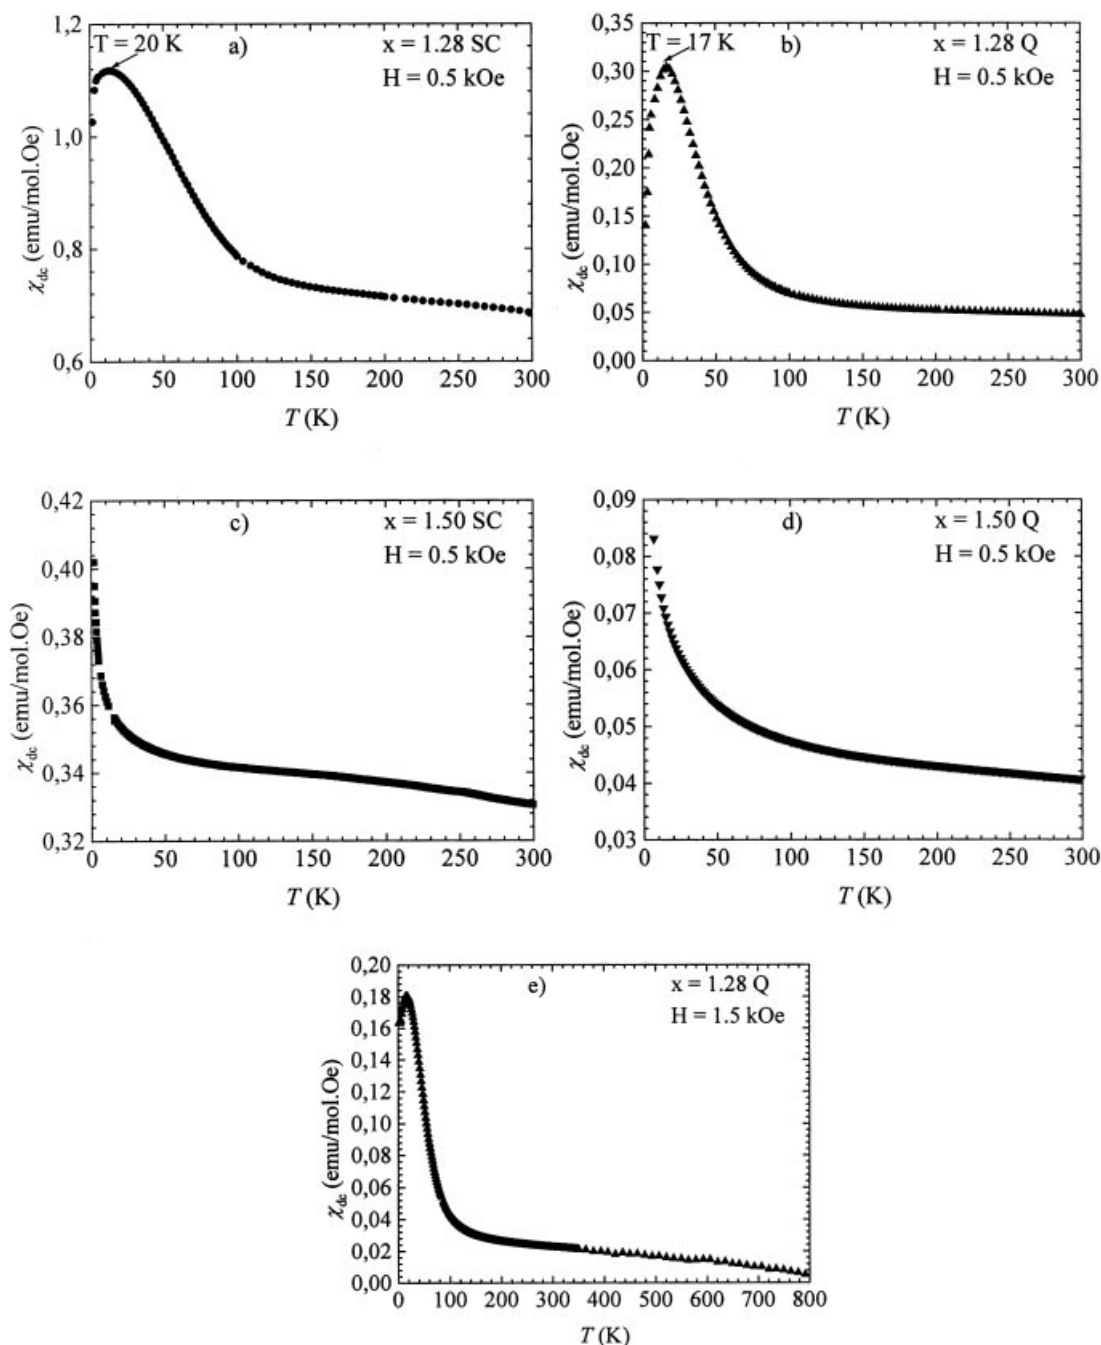 1,2
T = 20 K
a)
x = 1.28 SC
H = 0.5 kOe
1,0
0,8
0,6
χdc (emu/mol.Oe)
0 50 100 150 200 250 300
T (K)
0,35
T = 17 K
b)
x = 1.28 Q
H = 0.5 kOe
0,30
0,25
0,20
0,15
0,10
0,05
0,00
χdc (emu/mol.Oe)
0 50 100 150 200 250 300
T (K)
0,42
c)
x = 1.50 SC
H = 0.5 kOe
0,40
0,38
0,36
0,34
0,32
χdc (emu/mol.Oe)
0 50 100 150 200 250 300
T (K)
0,09
d)
x = 1.50 Q
H = 0.5 kOe
0,08
0,07
0,06
0,05
0,04
0,03
χdc (emu/mol.Oe)
0 50 100 150 200 250 300
T (K)
0,20
e)
x = 1.28 Q
H = 1.5 kOe
0,18
0,16
0,14
0,12
0,10
0,08
0,06
0,04
0,02
0,00
χdc (emu/mol.Oe)
0 100 200 300 400 500 600 700 800
T (K)